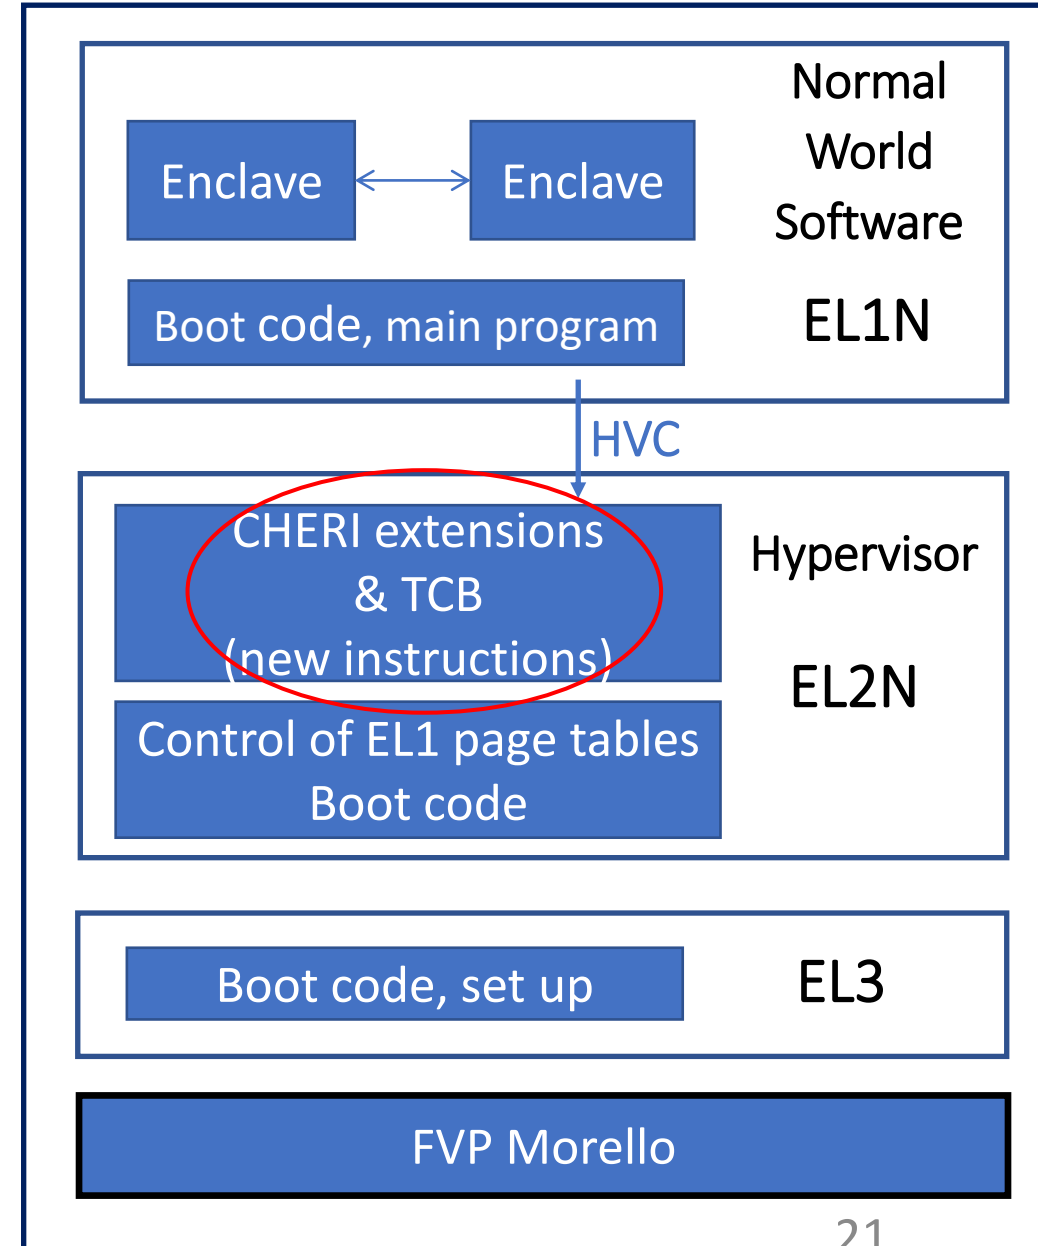 Normal
World
Software
EL1N
Enclave
Enclave
Boot code, main program
HVC
CHERI extensions
& TCB
(new instructions)
Hypervisor
EL2N
Control of EL1 page tables
Boot code
Boot code, set up
EL3
FVP Morello
21